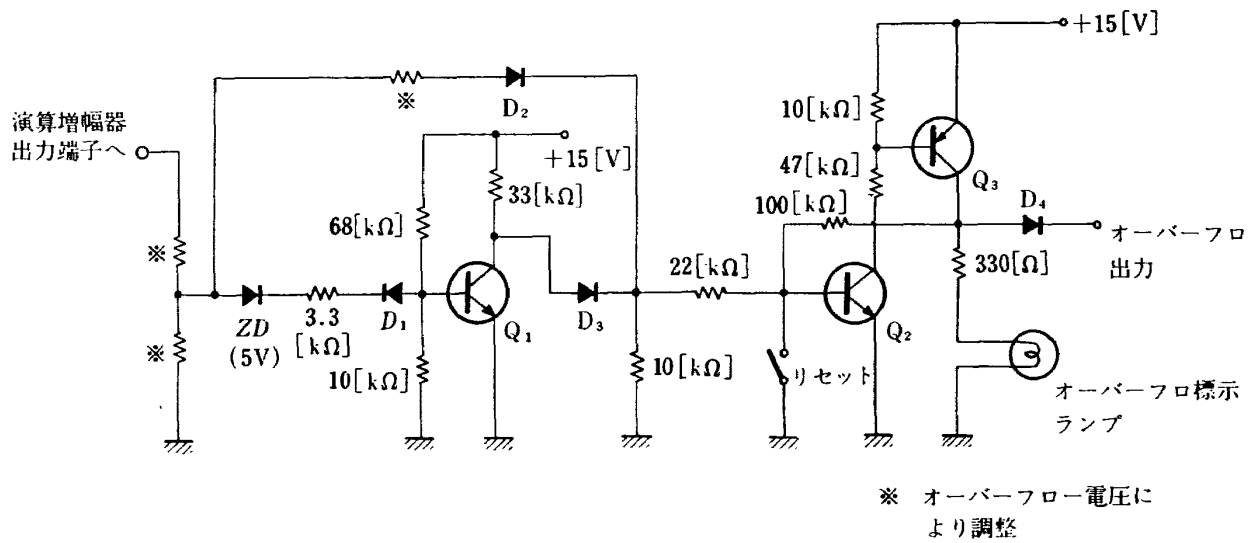 +15[V]
※
D₂
演算増幅器
出力端子へ
+15[V]
10[kΩ]
Q₃
33[kΩ]
47[kΩ]
68[kΩ]
100[kΩ]
D₄
オーバーフロ
出力
※
22[kΩ]
330[Ω]
ZD
(5V)
3.3
[kΩ]
D₁
Q₁
D₃
Q₂
※
10[kΩ]
10[kΩ]
リセット
オーバーフロ標示
ランプ
※ オーバーフロー電圧に
より調整